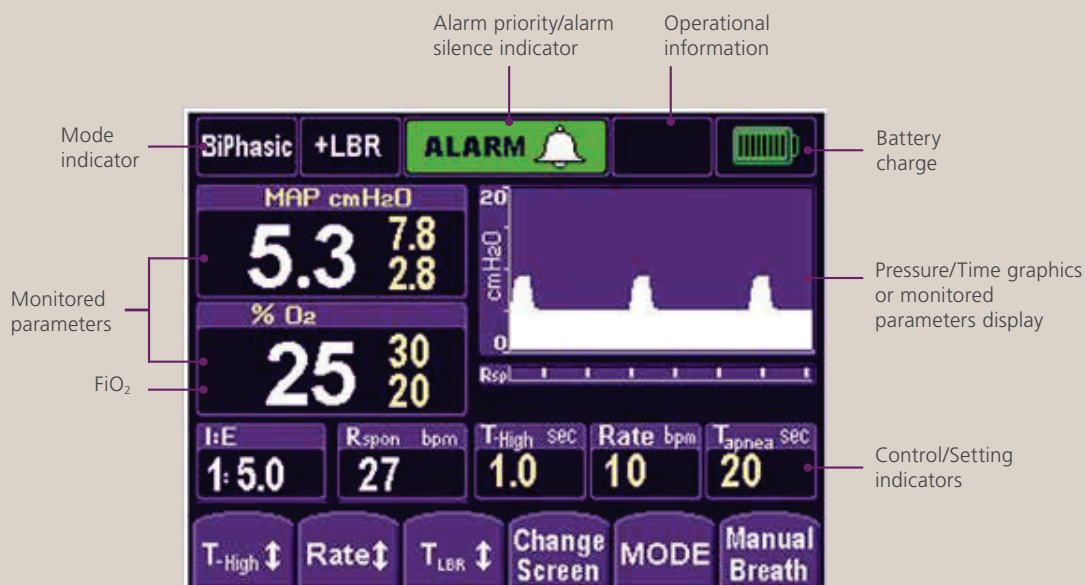 Alarm priority/alarm
silence indicator
Operational
information
Mode
indicator
BiPhasic +LBR ALARM
Battery
charge
MAP cmH2O
5.3 7.8
2.8
20
cmH2O
0
Pressure/Time graphics
or monitored
parameters display
Monitored
parameters
% O2
25 30
20
Rsp
FiO2
I:E Rspon bpm T-High sec Rate bpm Tapnea sec
1:5.0 27 1.0 10 20
Control/Setting
indicators
T-High Rate TLBR Change
Screen MODE Manual
Breath